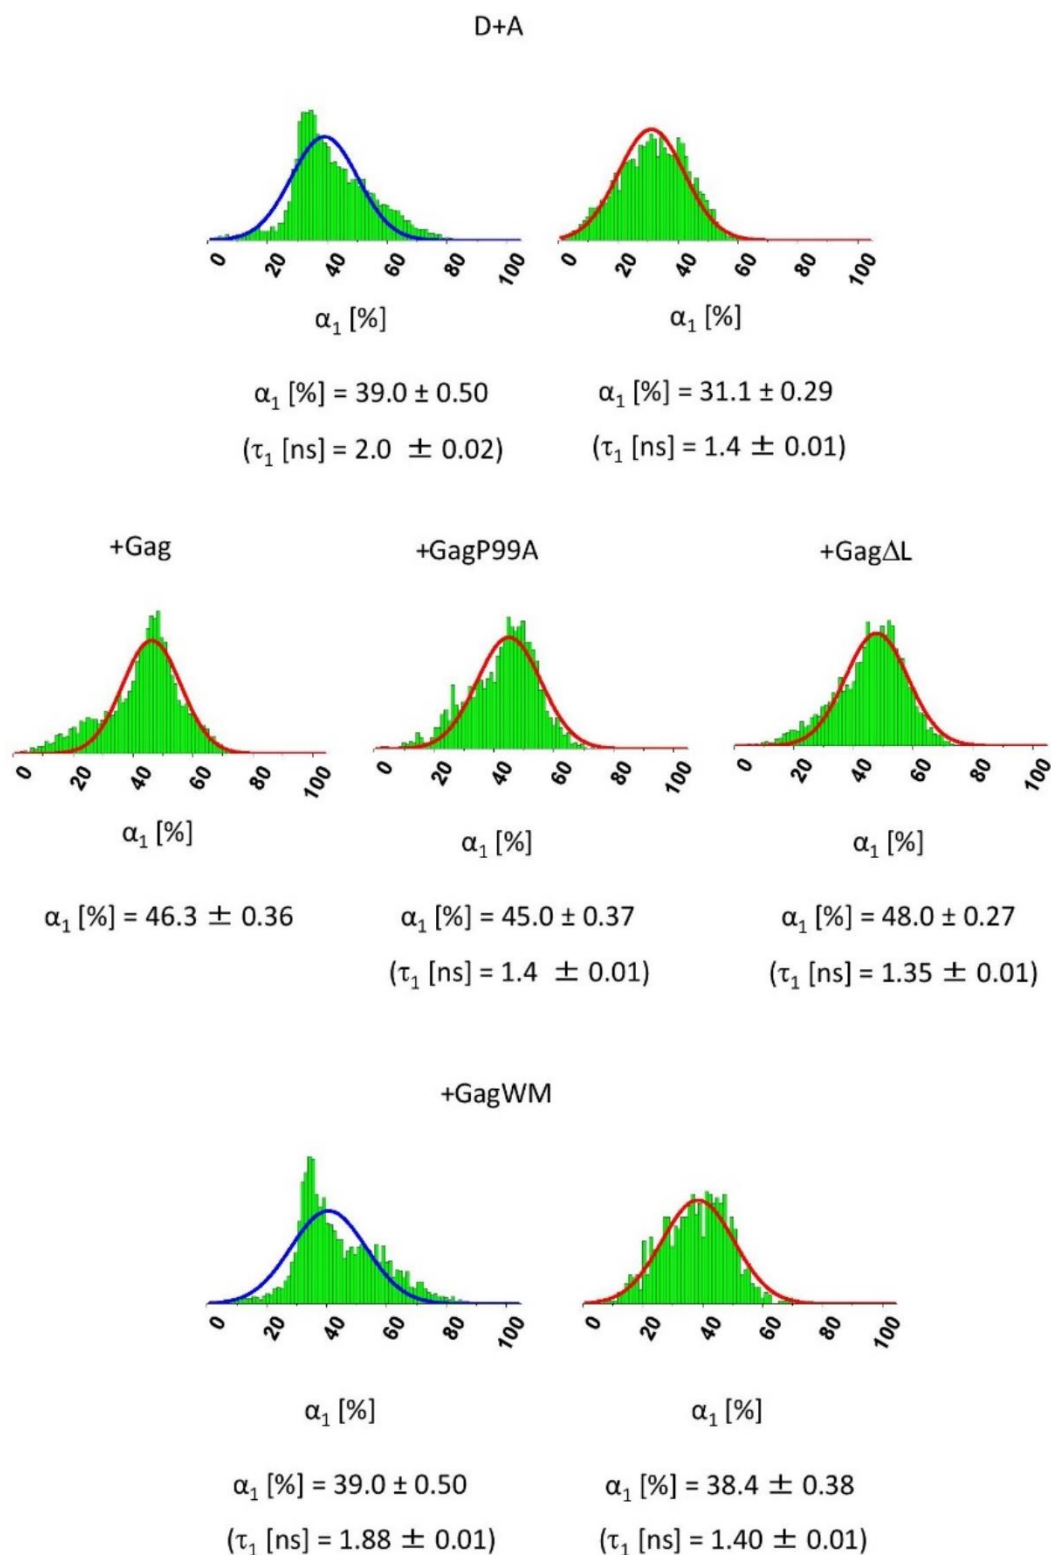 D+A
0 20 40 60 80 100 0 20 40 60 80 100
α₁ [%] α₁ [%]
α₁ [%] = 39.0 ± 0.50 α₁ [%] = 31.1 ± 0.29
(τ₁ [ns] = 2.0 ± 0.02) (τ₁ [ns] = 1.4 ± 0.01)
+Gag +GagP99A +GagΔL
0 20 40 60 80 100 0 20 40 60 80 100 0 20 40 60 80 100
α₁ [%] α₁ [%] α₁ [%]
α₁ [%] = 46.3 ± 0.36 α₁ [%] = 45.0 ± 0.37 α₁ [%] = 48.0 ± 0.27
(τ₁ [ns] = 1.4 ± 0.01) (τ₁ [ns] = 1.35 ± 0.01)
+GagWM
0 20 40 60 80 100 0 20 40 60 80 100
α₁ [%] α₁ [%]
α₁ [%] = 39.0 ± 0.50 α₁ [%] = 38.4 ± 0.38
(τ₁ [ns] = 1.88 ± 0.01) (τ₁ [ns] = 1.40 ± 0.01)